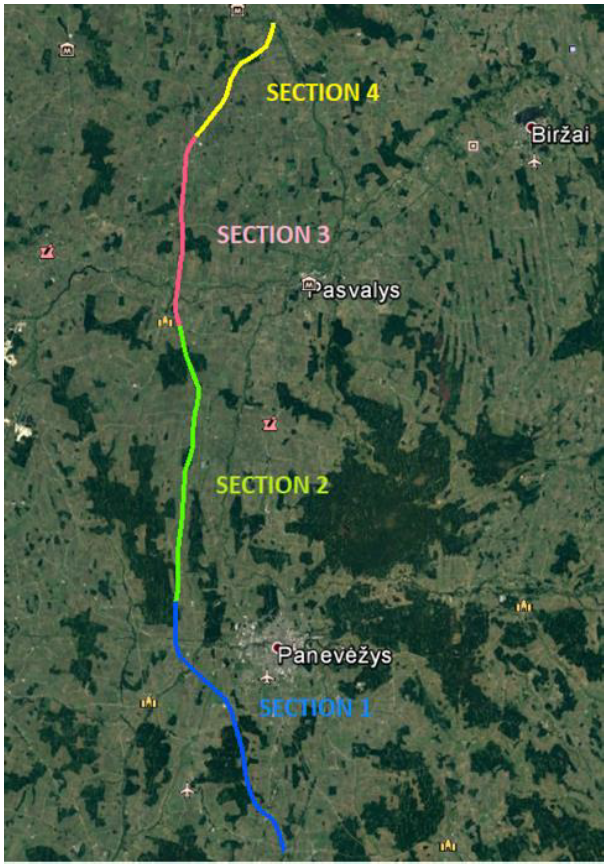 SECTION 4
Biržai
SECTION 3
Pasvalys
SECTION 2
Panevėžys
SECTION 1